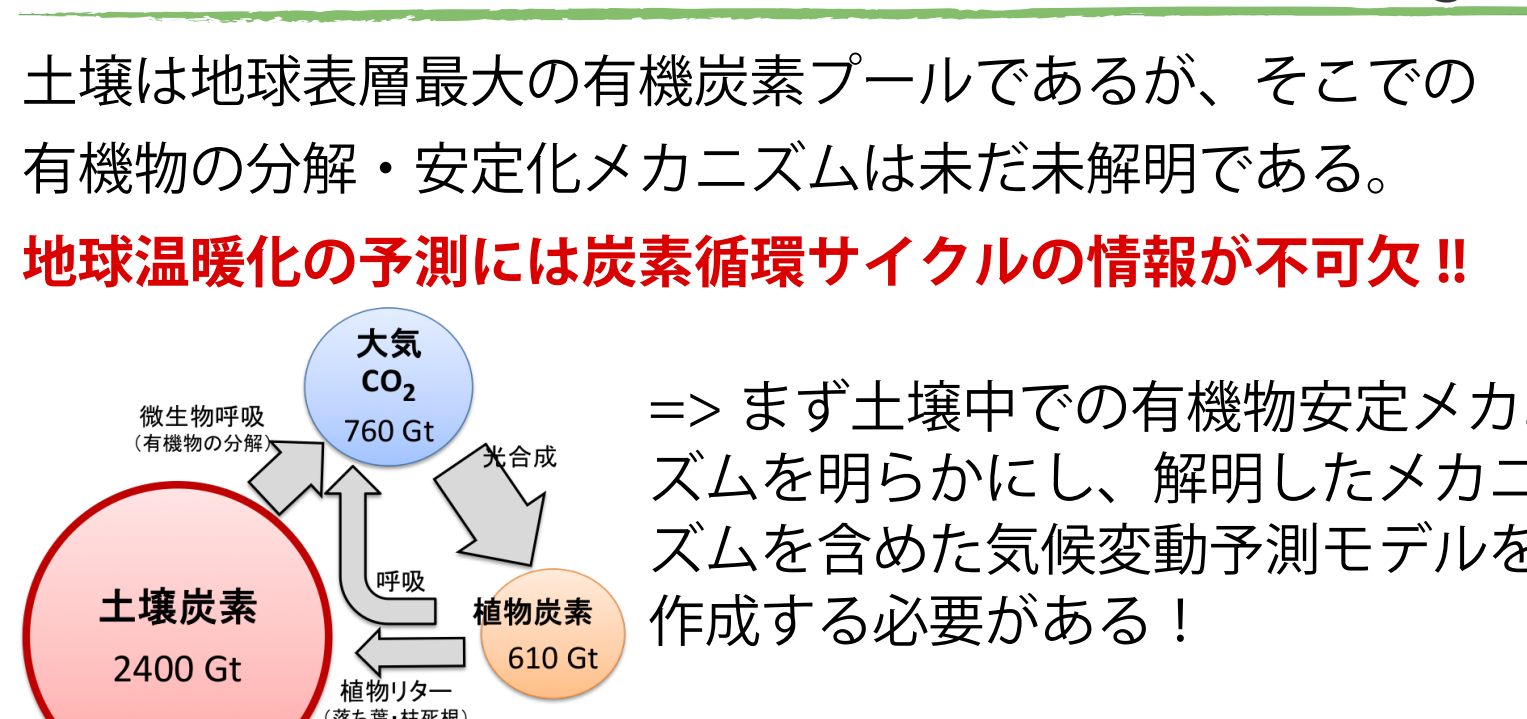 土壌は地球表層最大の有機炭素プールであるが、そこでの
有機物の分解・安定化メカニズムは未だ未解明である。
地球温暖化の予測には炭素循環サイクルの情報が不可欠 !!
大気
CO₂
760 Gt
微生物呼吸
（有機物の分解）
光合成
=> まず土壌中での有機物安定メカニ
ズムを明らかにし、解明したメカニ
ズムを含めた気候変動予測モデルを
作成する必要がある！
呼吸
土壌炭素
2400 Gt
植物炭素
610 Gt
植物リター
（落ち葉・枯死根）